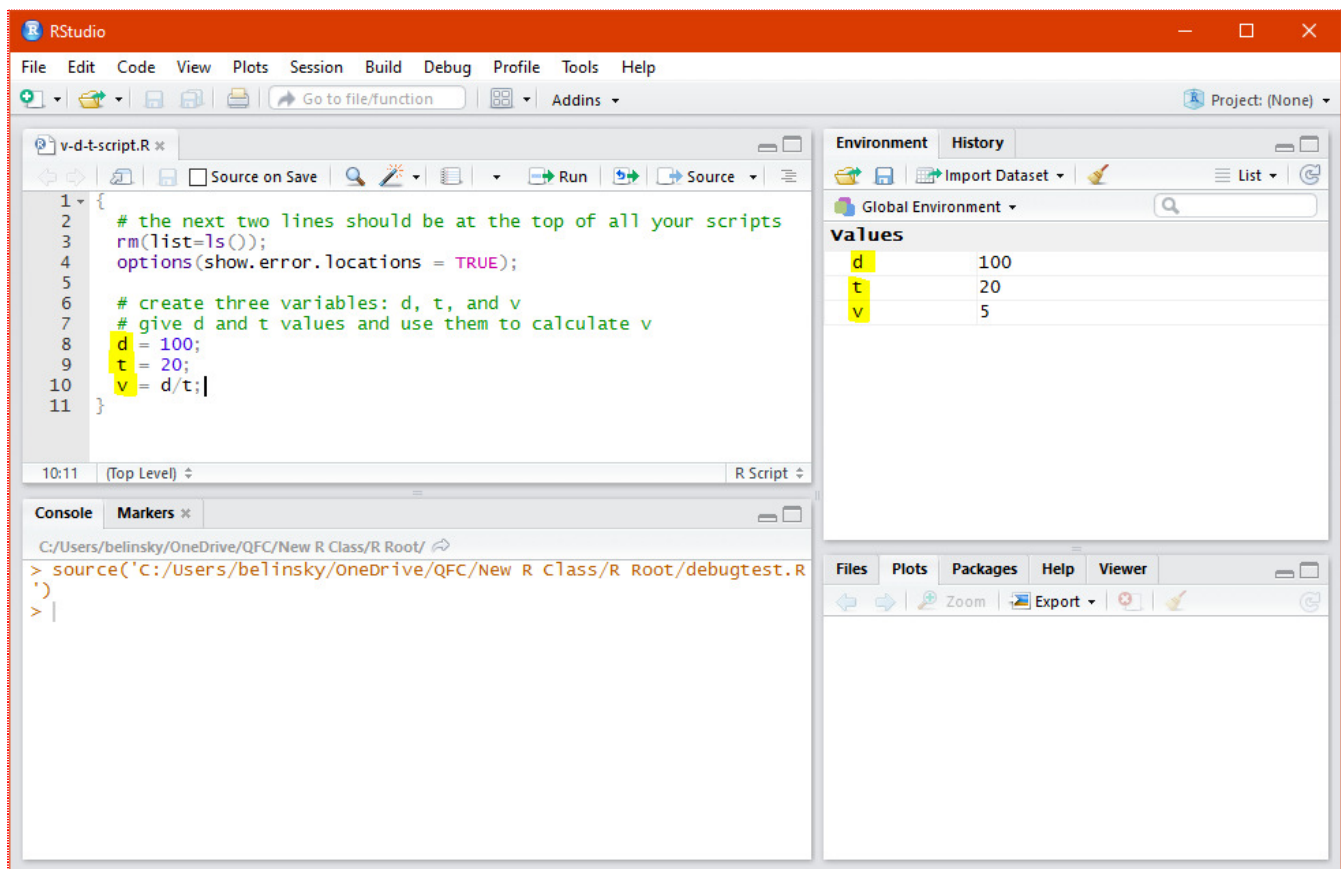 RStudio
File Edit Code View Plots Session Build Debug Profile Tools Help
Go to file/function Addins Project: (None)
v-d-t-script.R
Source on Save Run Source
1 {
2 # the next two lines should be at the top of all your scripts
3 rm(list=ls());
4 options(show.error.locations = TRUE);
5
6 # create three variables: d, t, and v
7 # give d and t values and use them to calculate v
8 d = 100;
9 t = 20;
10 v = d/t;
11 }
10:11 (Top Level) R Script
Console Markers
C:/Users/belinsky/OneDrive/QFC/New R Class/R Root/
> source('C:/Users/belinsky/OneDrive/QFC/New R Class/R Root/debugtest.R
')
>
Environment History
Import Dataset List
Global Environment
Values
d 100
t 20
v 5
Files Plots Packages Help Viewer
Zoom Export